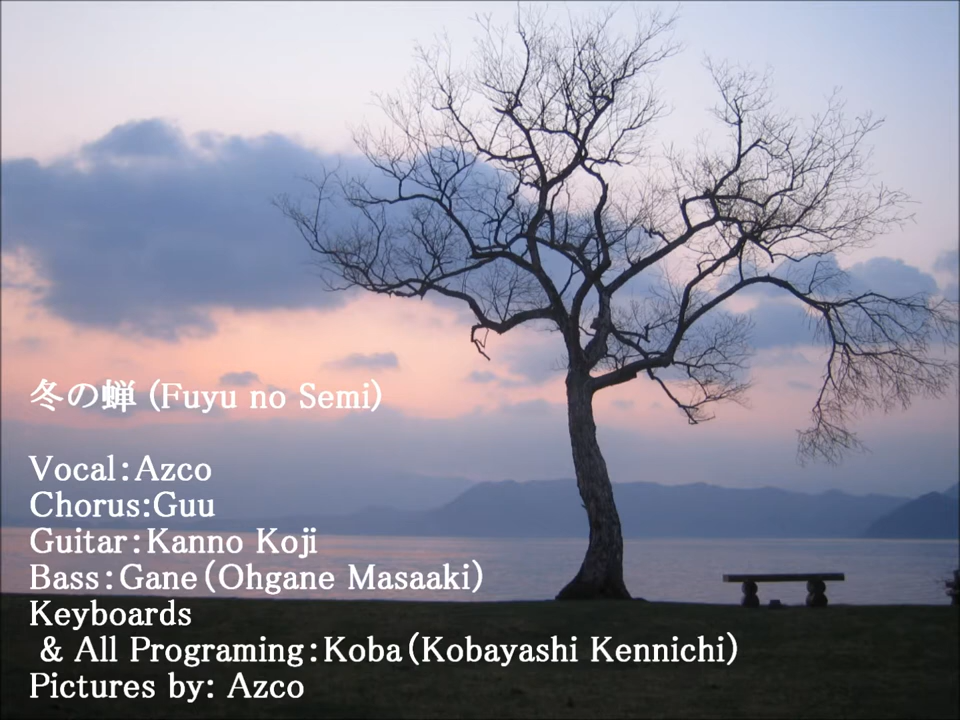 冬の蝉 (Fuyu no Semi)
Vocal:Azco
Chorus:Guu
Guitar:Kanno Koji
Bass:Gane(Ohgane Masaaki)
Keyboards
& All Programing:Koba(Kobayashi Kennichi)
Pictures by: Azco